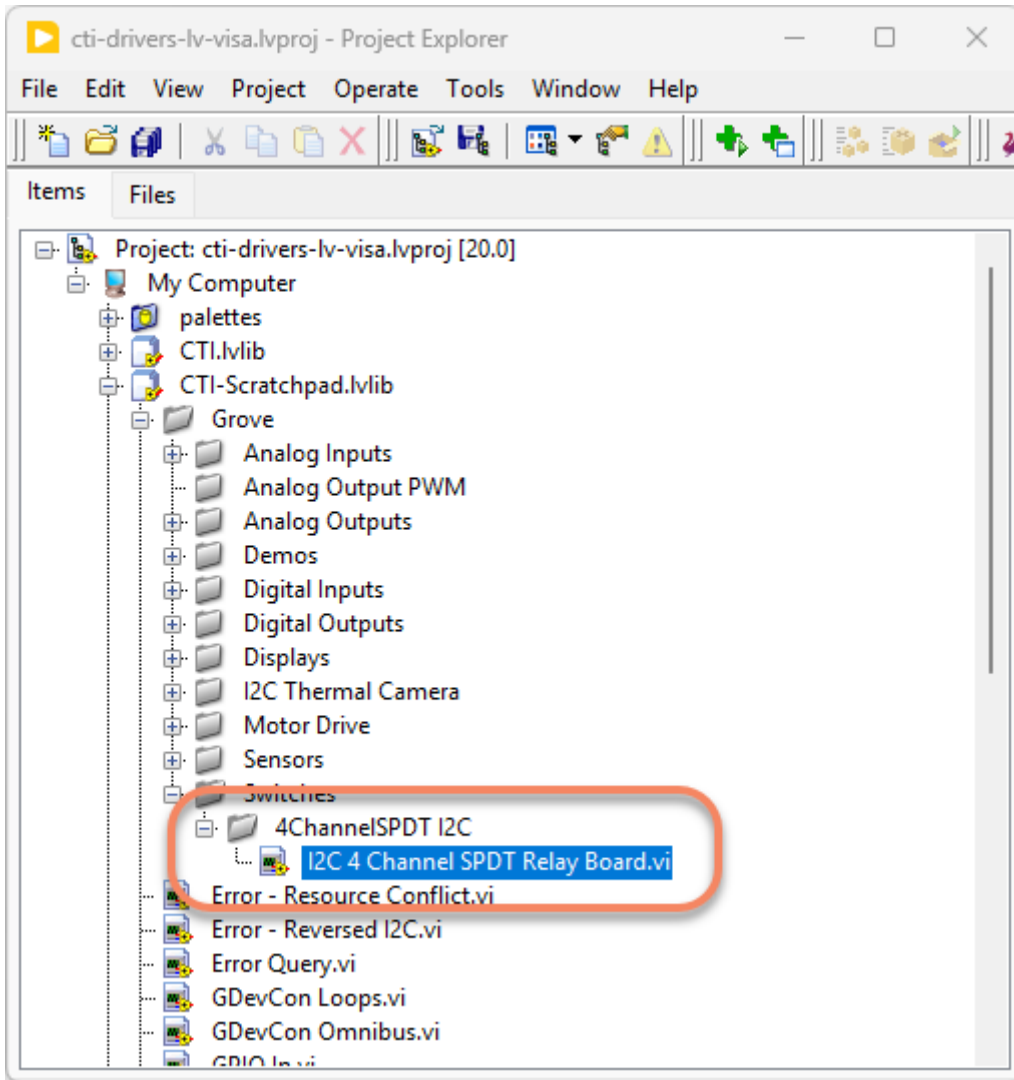 cti-drivers-lv-visa.lvproj - Project Explorer
File Edit View Project Operate Tools Window Help
Items Files
Project: cti-drivers-lv-visa.lvproj [20.0]
My Computer
palettes
CTI.lvlib
CTI-Scratchpad.lvlib
Grove
Analog Inputs
Analog Output PWM
Analog Outputs
Demos
Digital Inputs
Digital Outputs
Displays
I2C Thermal Camera
Motor Drive
Sensors
Switches
4ChannelSPDT I2C
I2C 4 Channel SPDT Relay Board.vi
Error - Resource Conflict.vi
Error - Reversed I2C.vi
Error Query.vi
GDevCon Loops.vi
GDevCon Omnibus.vi
GPIO In.vi